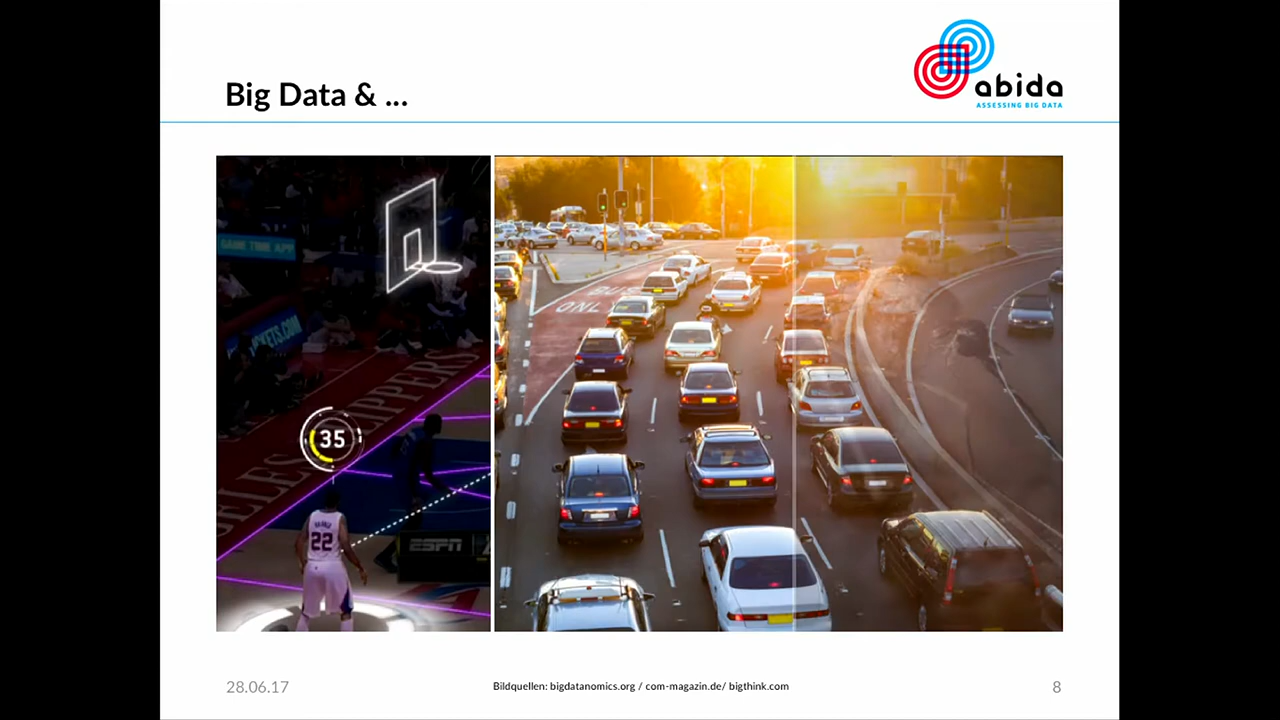 Big Data & ...
abida
ASSESSING BIG DATA
GAME TIME APP
BUS
ONLY
35
22
ESPN
28.06.17
Bildquellen: bigdatanomics.org / com-magazin.de/ bigthink.com
8